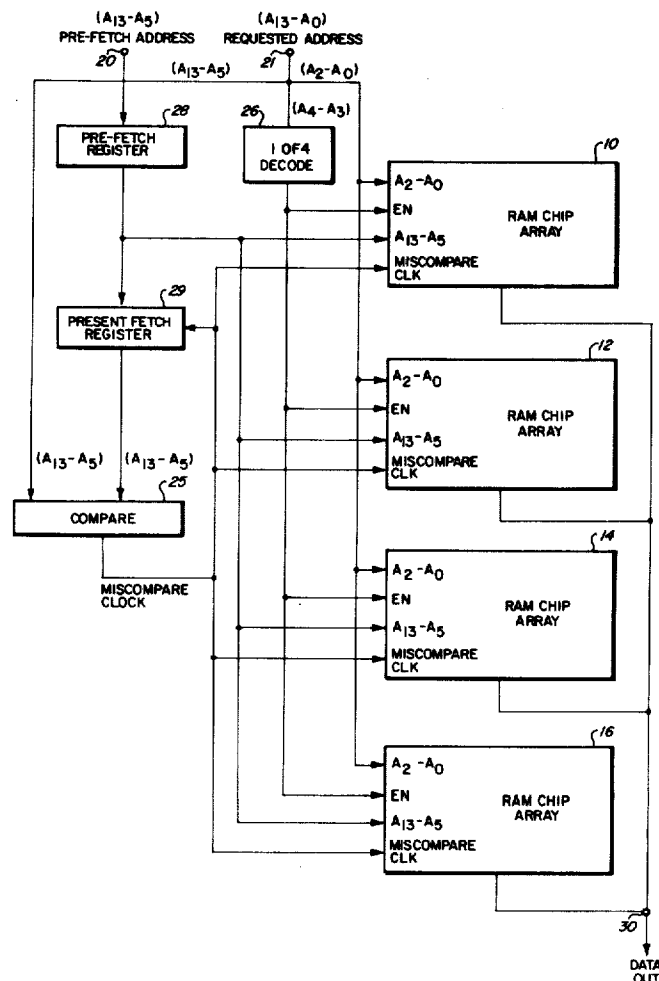 (A13-A5)
PRE-FETCH ADDRESS
20
(A13-A0)
REQUESTED ADDRESS
21
(A13-A5)
(A2-A0)
(A4-A3)
28
PRE-FETCH
REGISTER
26
1 OF 4
DECODE
10
A2-A0
EN
A13-A5
MISCOMPARE
CLK
RAM CHIP
ARRAY
29
PRESENT FETCH
REGISTER
12
A2-A0
EN
A13-A5
MISCOMPARE
CLK
RAM CHIP
ARRAY
(A13-A5)
(A13-A5)
25
COMPARE
MISCOMPARE
CLOCK
14
A2-A0
EN
A13-A5
MISCOMPARE
CLK
RAM CHIP
ARRAY
16
A2-A0
EN
A13-A5
MISCOMPARE
CLK
RAM CHIP
ARRAY
30
DATA
OUT